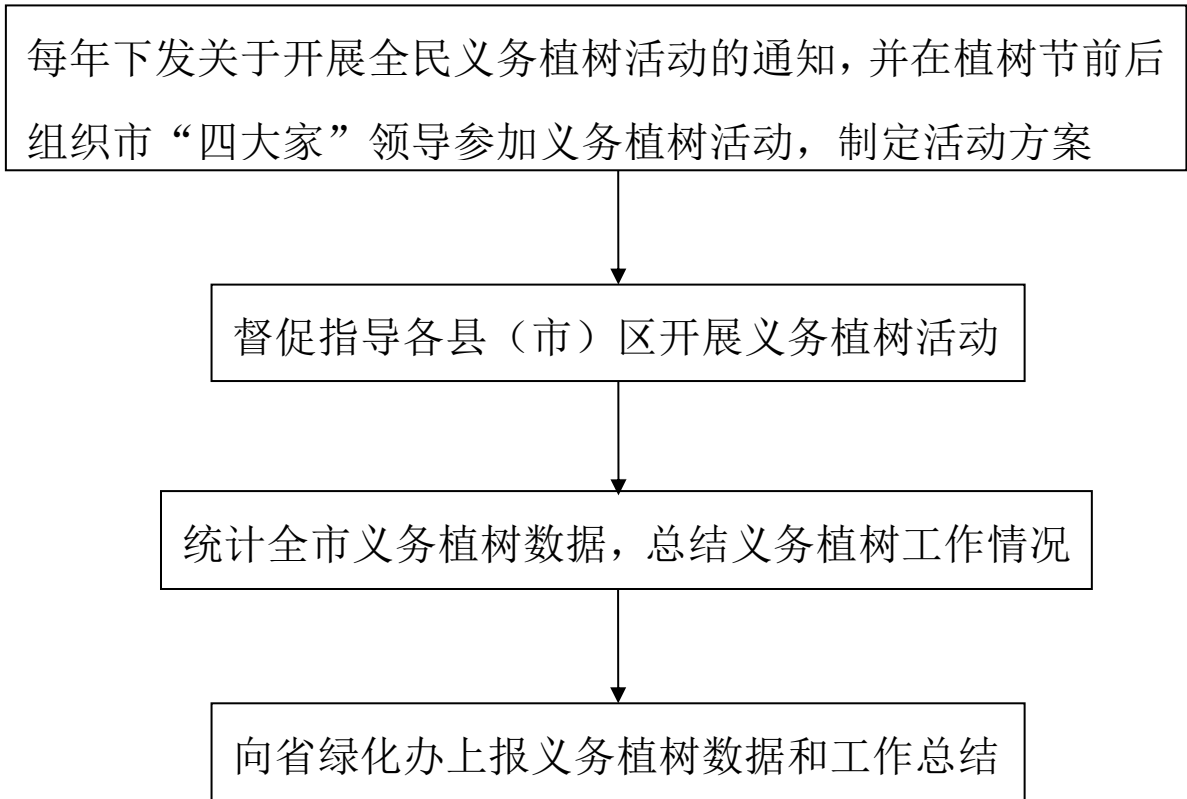 每年下发关于开展全民义务植树活动的通知，并在植树节前后
组织市“四大家”领导参加义务植树活动，制定活动方案
督促指导各县（市）区开展义务植树活动
统计全市义务植树数据，总结义务植树工作情况
向省绿化办上报义务植树数据和工作总结